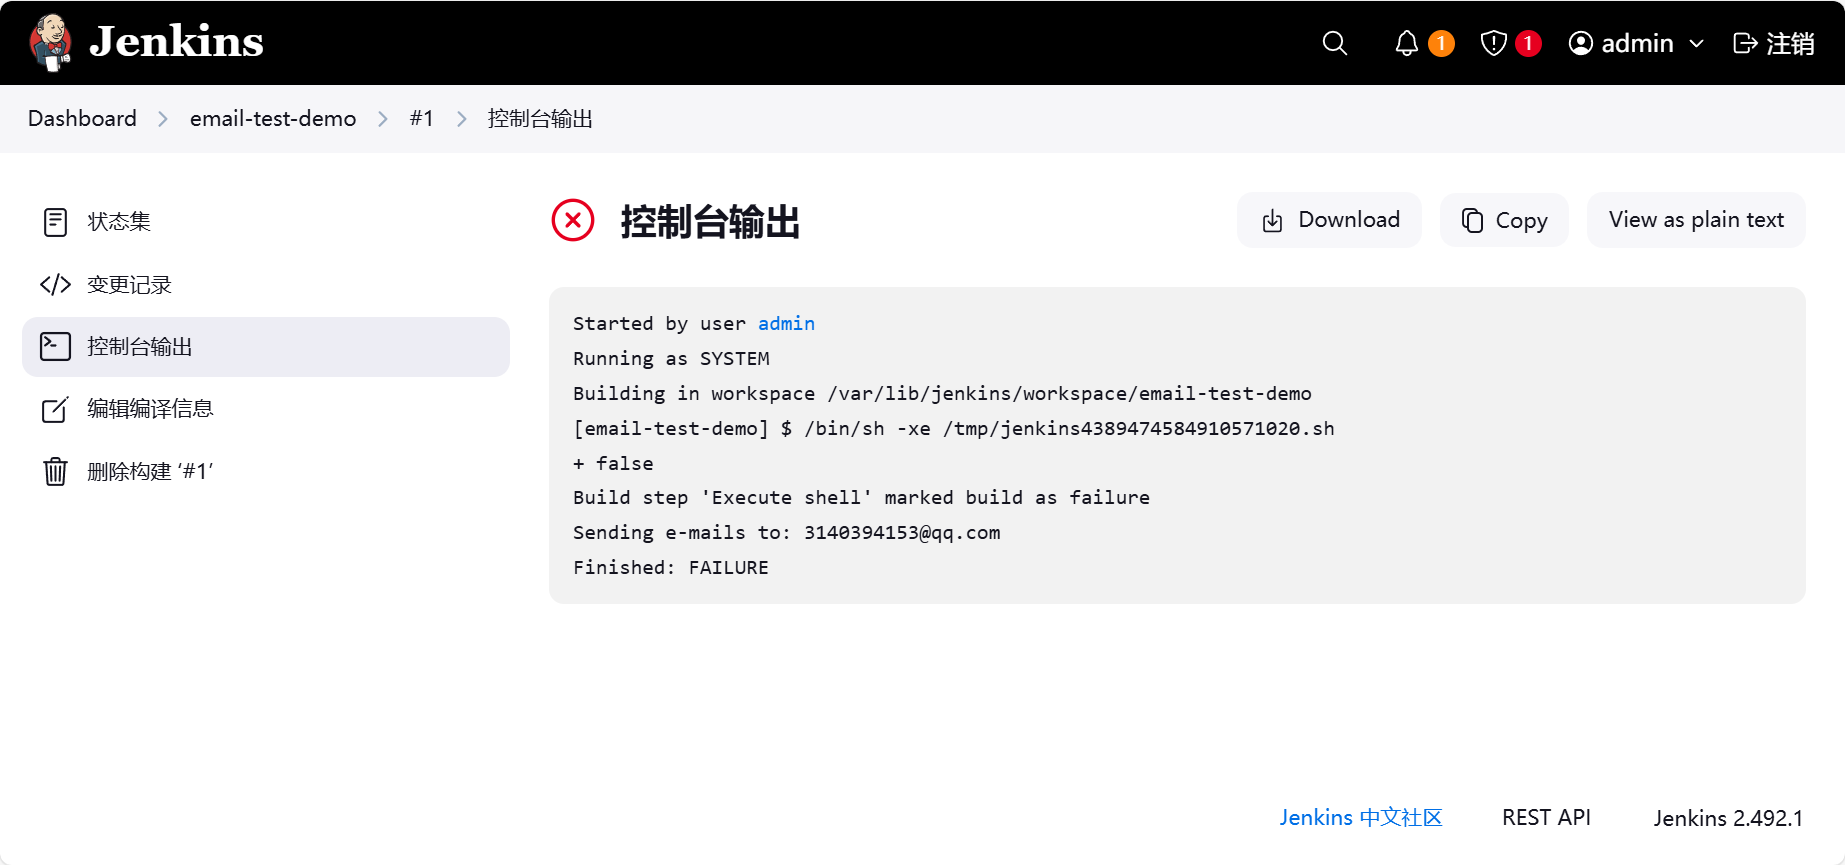 Jenkins
1
1
admin
注销
Dashboard
email-test-demo
#1
控制台输出
状态集
变更记录
控制台输出
编辑编译信息
删除构建 ‘#1’
控制台输出
Download
Copy
View as plain text
Started by user admin
Running as SYSTEM
Building in workspace /var/lib/jenkins/workspace/email-test-demo
[email-test-demo] $ /bin/sh -xe /tmp/jenkins4389474584910571020.sh
+ false
Build step 'Execute shell' marked build as failure
Sending e-mails to: 3140394153@qq.com
Finished: FAILURE
Jenkins 中文社区
REST API
Jenkins 2.492.1